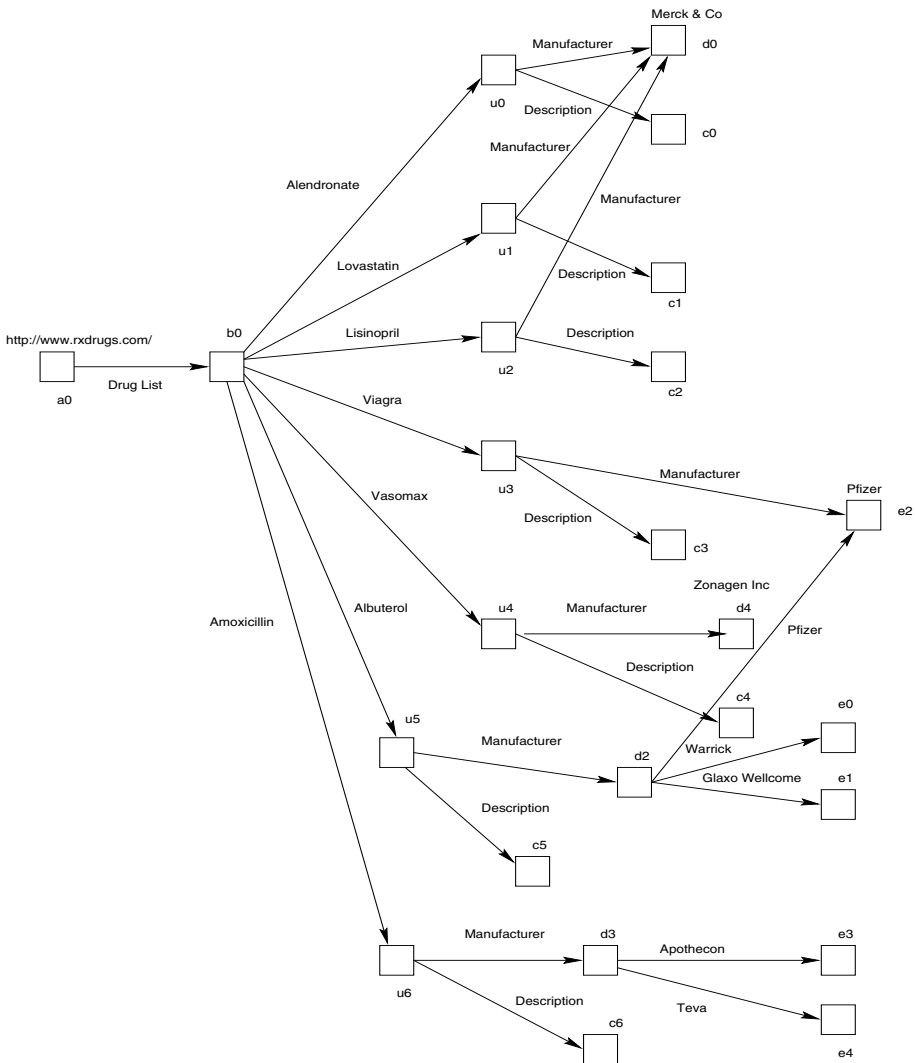 Merck & Co
Manufacturer
d0
u0
Description
c0
Manufacturer
Alendronate
Manufacturer
u1
Lovastatin
Description
c1
http://www.rxdrugs.com/
b0
Lisinopril
Description
u2
Drug List
a0
c2
Viagra
Manufacturer
u3
Vasomax
Pfizer
e2
Description
c3
Zonagen Inc
Albuterol
u4
Manufacturer
d4
Amoxicillin
Pfizer
Description
c4
e0
u5
Manufacturer
d2
Warrick
Glaxo Wellcome
e1
Description
c5
Manufacturer
d3
Apothecon
e3
u6
Description
Teva
c6
e4